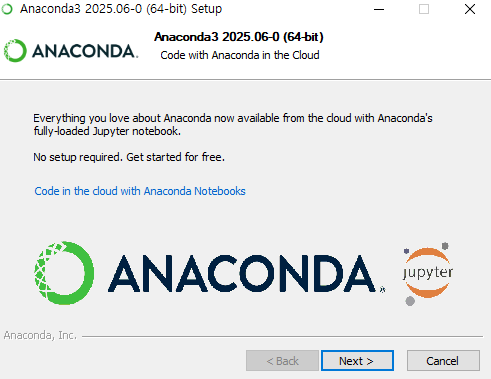 Anaconda3 2025.06-0 (64-bit) Setup
Anaconda3 2025.06-0 (64-bit)
Code with Anaconda in the Cloud
ANACONDA.
Everything you love about Anaconda now available from the cloud with Anaconda's
fully-loaded Jupyter notebook.
No setup required. Get started for free.
Code in the cloud with Anaconda Notebooks
ANACONDA.
jupyter
Anaconda, Inc.
< Back
Next >
Cancel